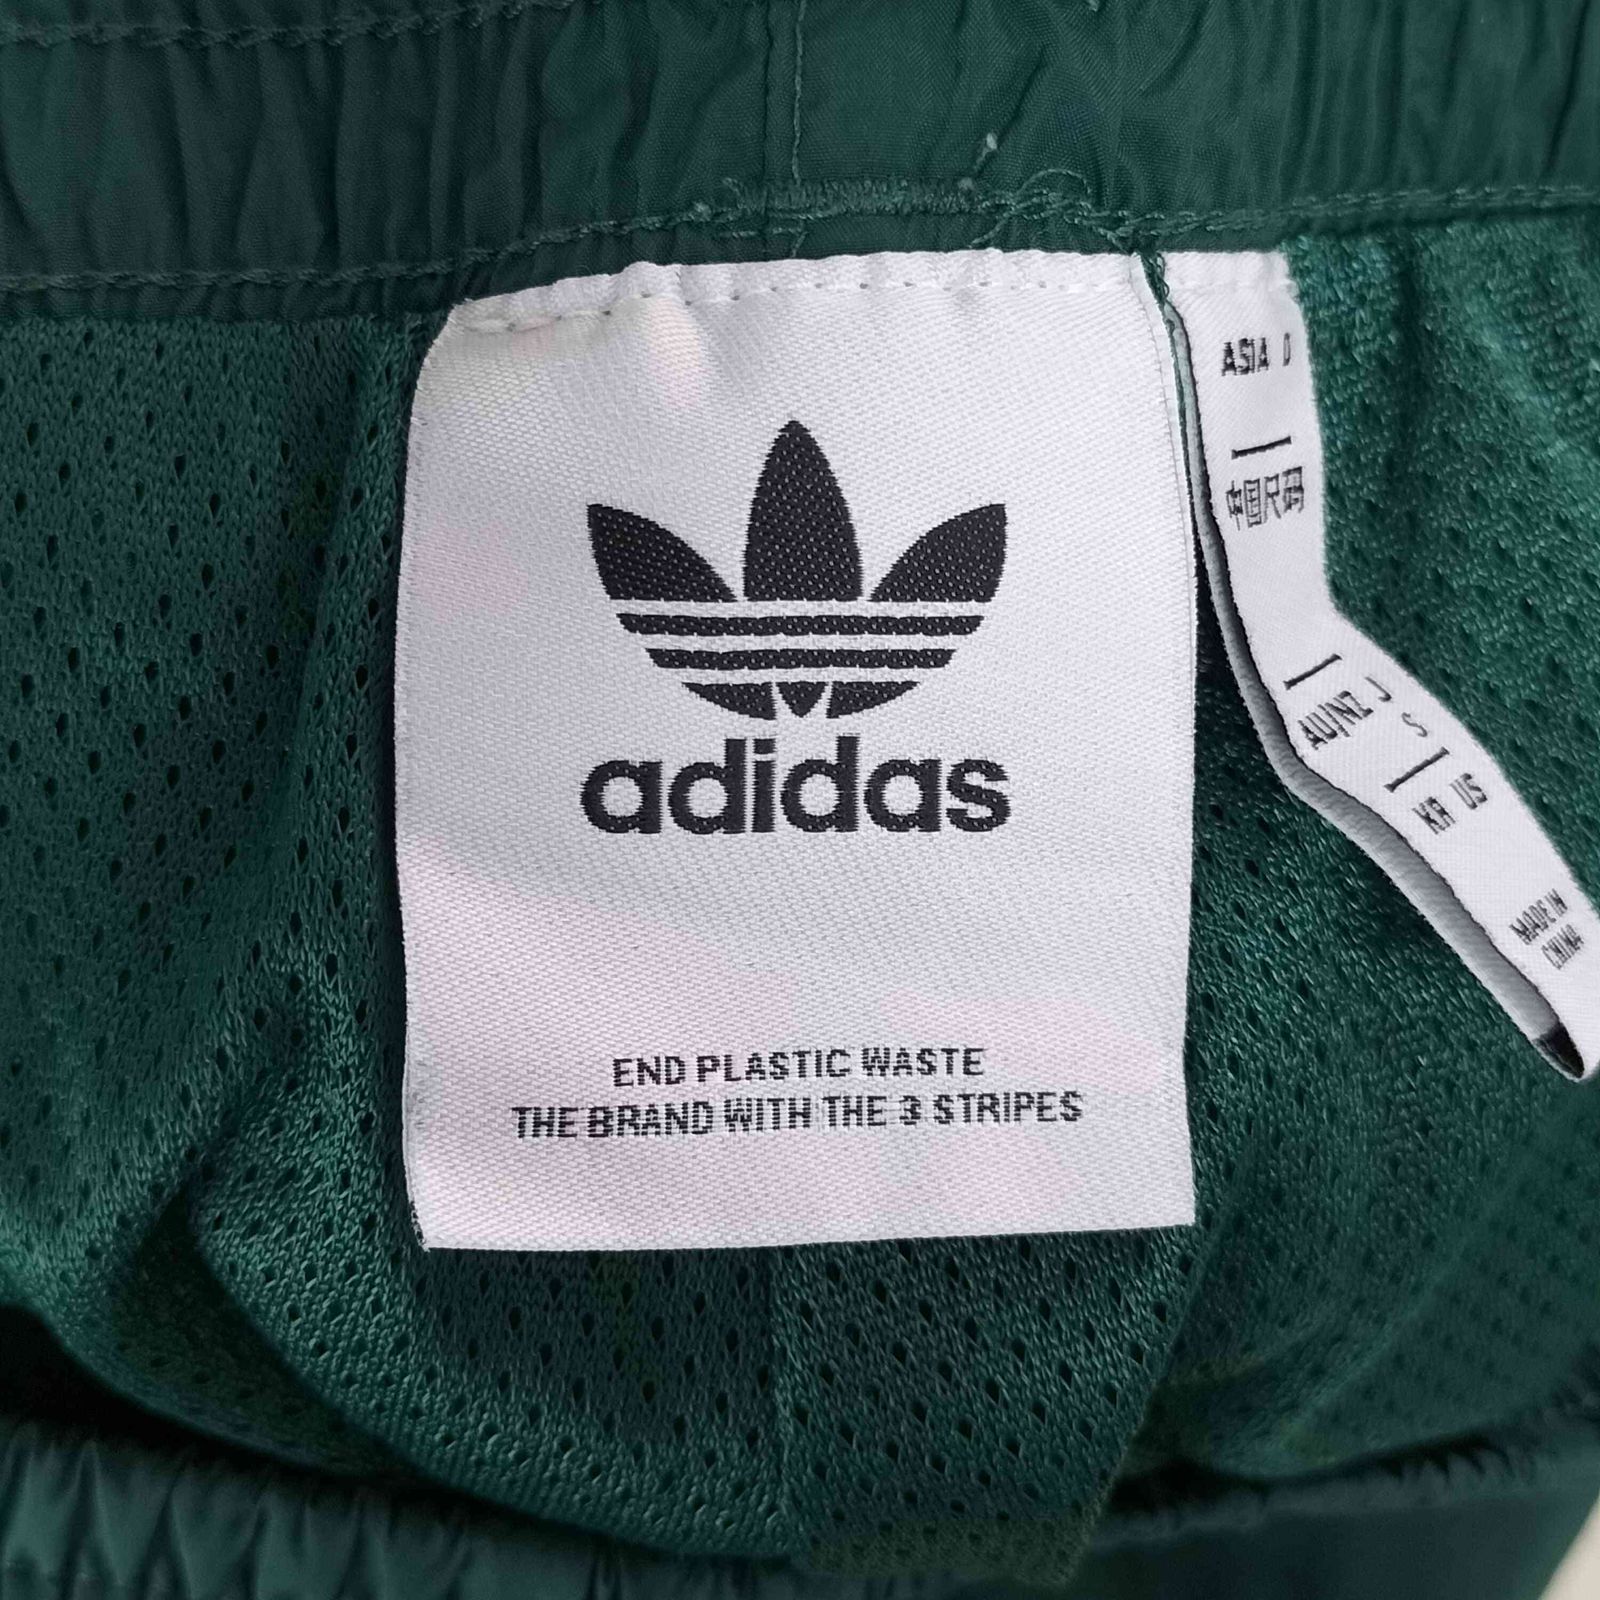 adidas
END PLASTIC WASTE
THE BRAND WITH THE 3 STRIPES
ASIA
中国尺码
AU|NZ
S
KR US
MADE IN
CHINA